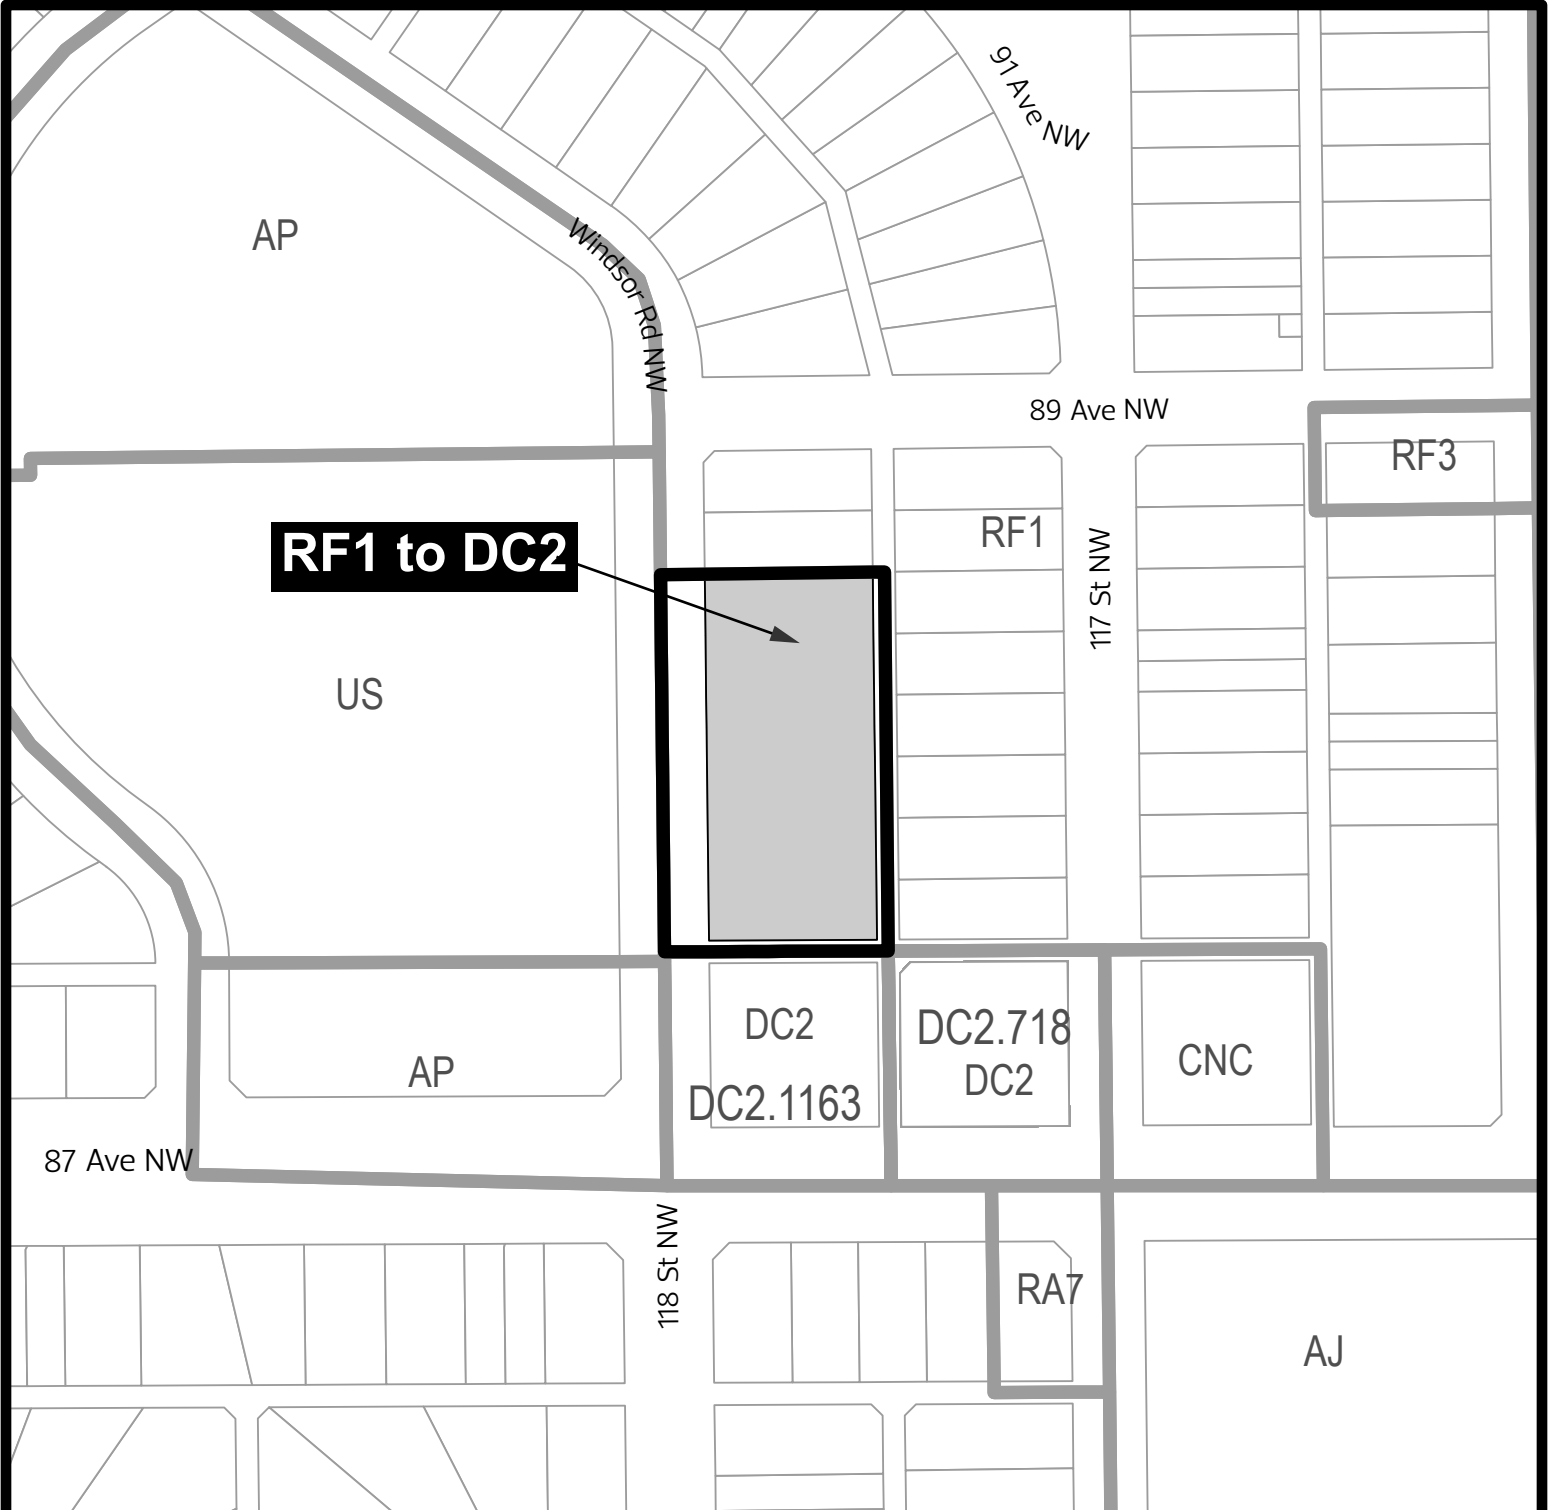 91 Ave NW
AP
Windsor Rd NW
89 Ave NW
RF3
RF1
RF1 to DC2
117 St NW
US
DC2
DC2.718
CNC
AP
DC2
DC2.1163
87 Ave NW
118 St NW
RA7
AJ